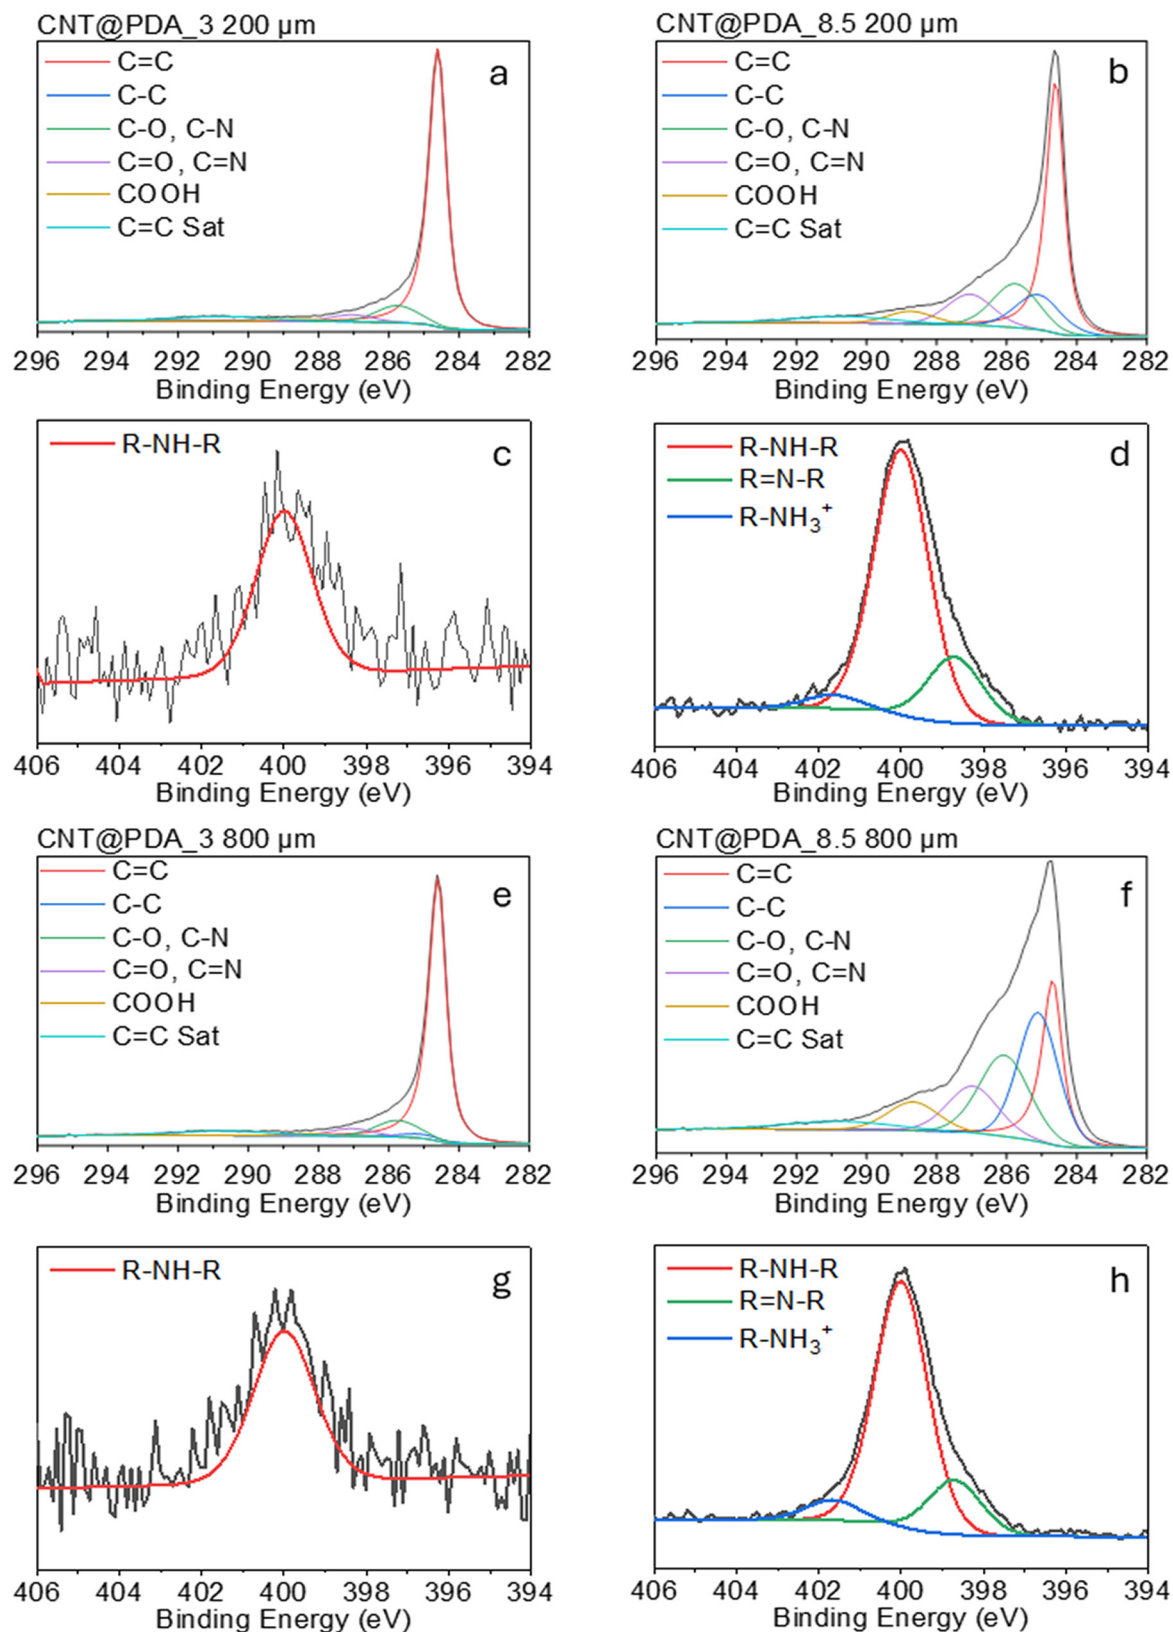 CNT@PDA_3 200 µm
C=C
C-C
C-O, C-N
C=O, C=N
COOH
C=C Sat
a
296 294 292 290 288 286 284 282
Binding Energy (eV)
CNT@PDA_8.5 200 µm
C=C
C-C
C-O, C-N
C=O, C=N
COOH
C=C Sat
b
296 294 292 290 288 286 284 282
Binding Energy (eV)
R-NH-R
c
406 404 402 400 398 396 394
Binding Energy (eV)
R-NH-R
R=N-R
R-NH₃⁺
d
406 404 402 400 398 396 394
Binding Energy (eV)
CNT@PDA_3 800 µm
C=C
C-C
C-O, C-N
C=O, C=N
COOH
C=C Sat
e
296 294 292 290 288 286 284 282
Binding Energy (eV)
CNT@PDA_8.5 800 µm
C=C
C-C
C-O, C-N
C=O, C=N
COOH
C=C Sat
f
296 294 292 290 288 286 284 282
Binding Energy (eV)
R-NH-R
g
406 404 402 400 398 396 394
Binding Energy (eV)
R-NH-R
R=N-R
R-NH₃⁺
h
406 404 402 400 398 396 394
Binding Energy (eV)